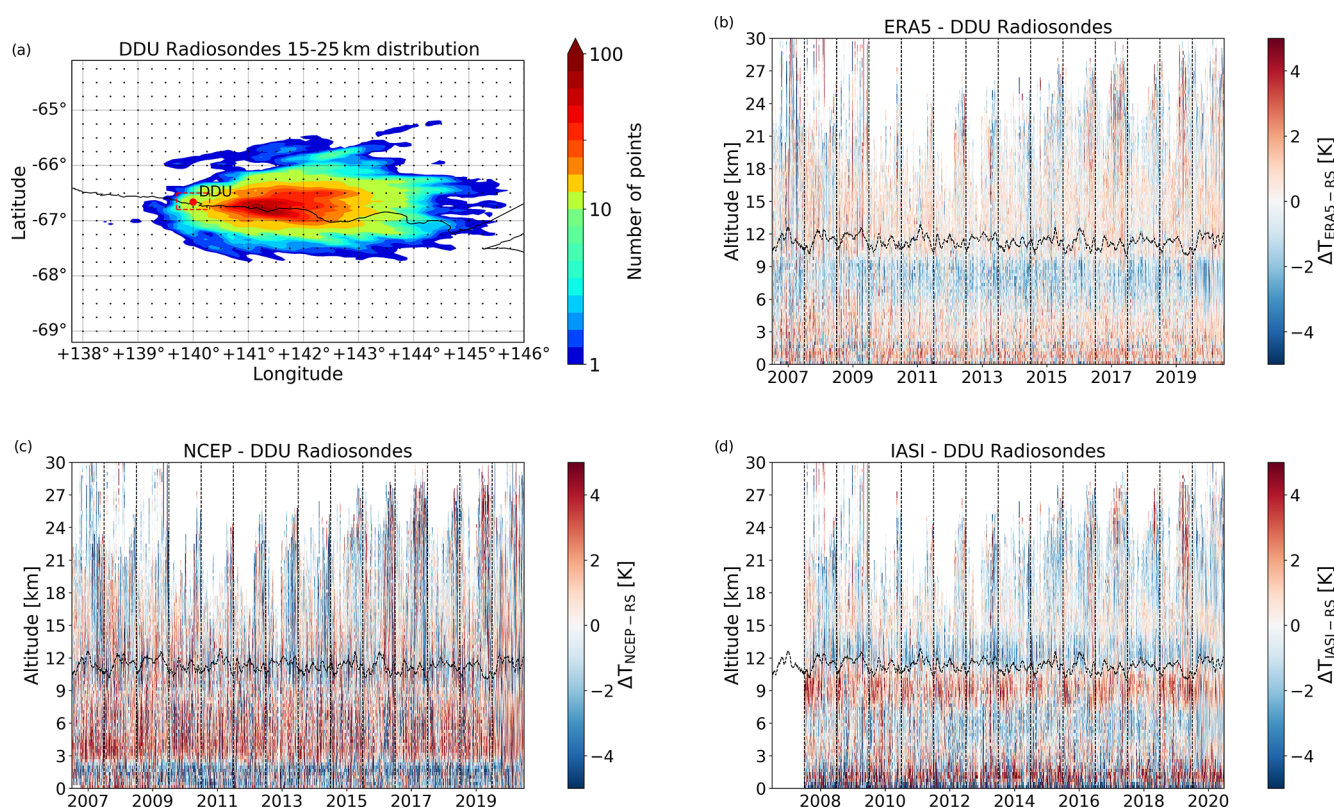 (a)
DDU Radiosondes 15-25 km distribution
-65°
-66°
-67°
-68°
-69°
Latitude
DDU
+138° +139° +140° +141° +142° +143° +144° +145° +146°
Longitude
100
10
1
Number of points
(b)
ERA5 - DDU Radiosondes
30
27
24
21
18
15
12
9
6
3
0
Altitude [km]
2007 2009 2011 2013 2015 2017 2019
4
2
0
−2
−4
ΔT_ERA5−RS [K]
(c)
NCEP - DDU Radiosondes
30
27
24
21
18
15
12
9
6
3
0
Altitude [km]
2007 2009 2011 2013 2015 2017 2019
4
2
0
−2
−4
ΔT_NCEP−RS [K]
(d)
IASI - DDU Radiosondes
30
27
24
21
18
15
12
9
6
3
0
Altitude [km]
2008 2010 2012 2014 2016 2018 2020
4
2
0
−2
−4
ΔT_IASI−RS [K]